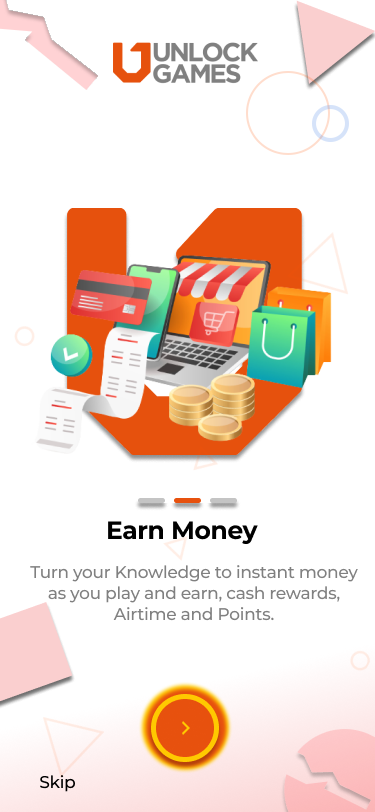 UNLOCK
GAMES
Earn Money
Turn your Knowledge to instant money
as you play and earn, cash rewards,
Airtime and Points.
Skip